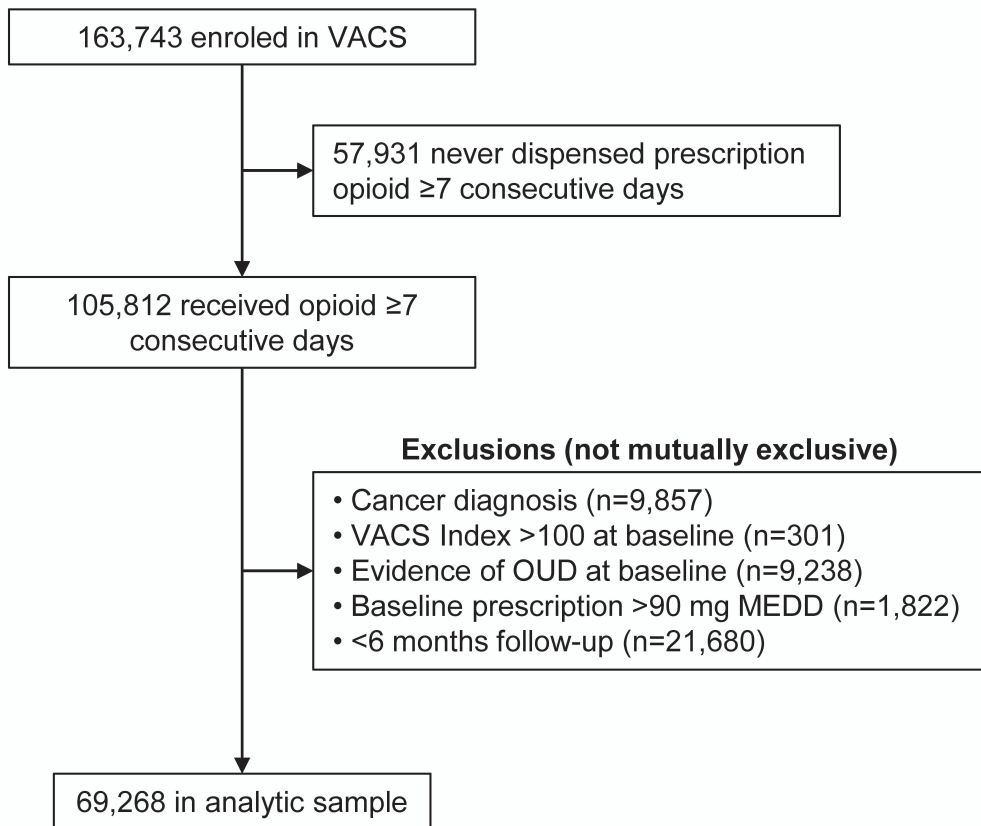 163,743 enroled in VACS
57,931 never dispensed prescription
opioid ≥7 consecutive days
105,812 received opioid ≥7
consecutive days
Exclusions (not mutually exclusive)
• Cancer diagnosis (n=9,857)
• VACS Index >100 at baseline (n=301)
• Evidence of OUD at baseline (n=9,238)
• Baseline prescription >90 mg MEDD (n=1,822)
• <6 months follow-up (n=21,680)
69,268 in analytic sample